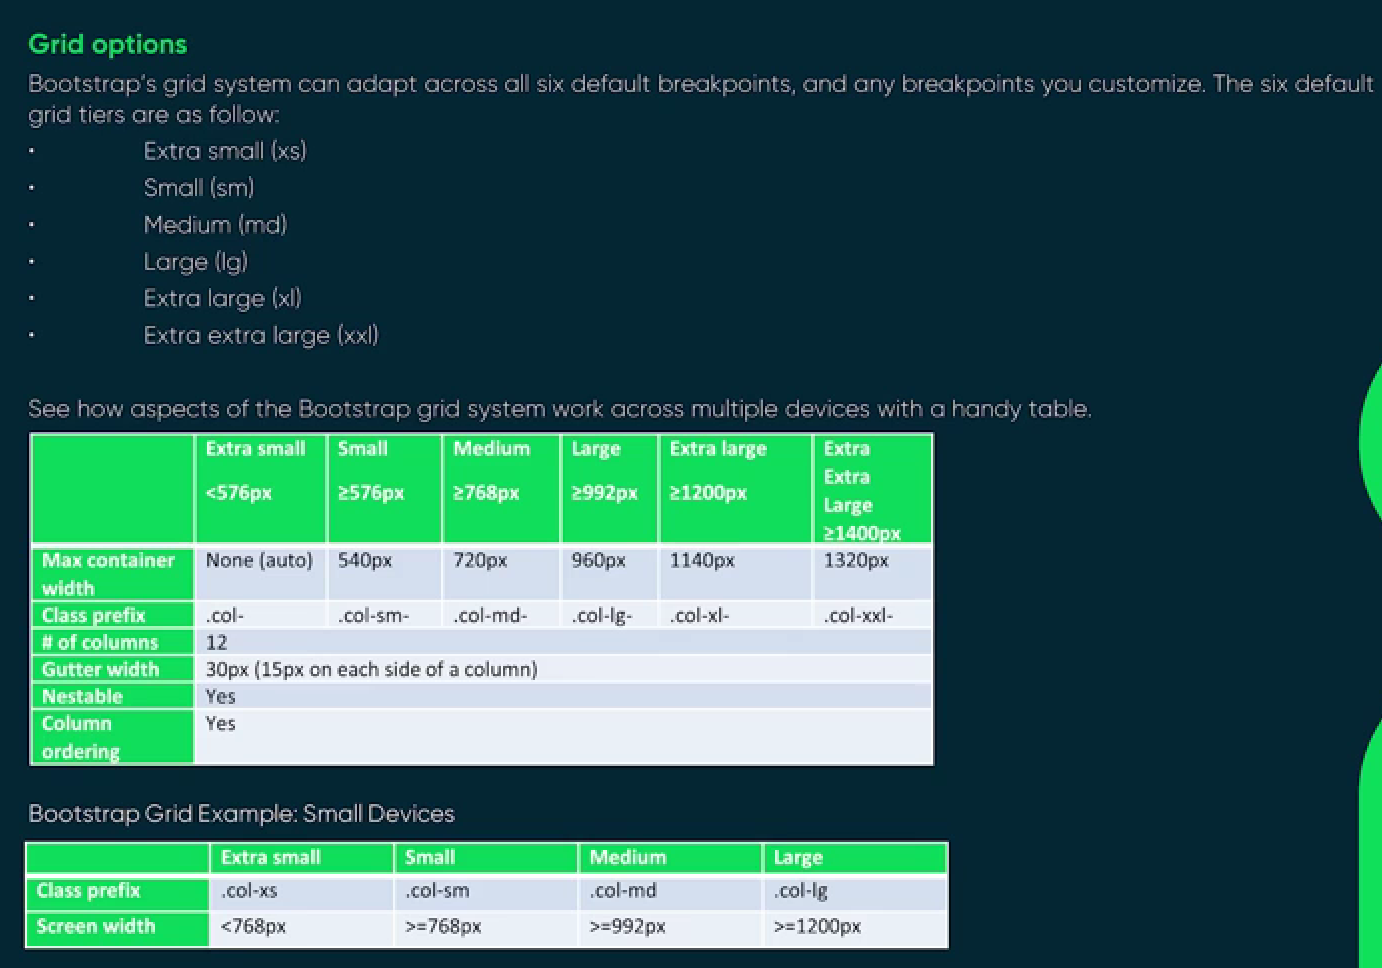 Grid options
Bootstrap's grid system can adapt across all six default breakpoints, and any breakpoints you customize. The six default
grid tiers are as follow:
• Extra small (xs)
• Small (sm)
• Medium (md)
• Large (lg)
• Extra large (xl)
• Extra extra large (xxl)
See how aspects of the Bootstrap grid system work across multiple devices with a handy table.
Extra small <576px Small ≥576px Medium ≥768px Large ≥992px Extra large ≥1200px Extra Extra Large ≥1400px
Max container width None (auto) 540px 720px 960px 1140px 1320px
Class prefix .col- .col-sm- .col-md- .col-lg- .col-xl- .col-xxl-
# of columns 12
Gutter width 30px (15px on each side of a column)
Nestable Yes
Column ordering Yes
Bootstrap Grid Example: Small Devices
Extra small Small Medium Large
Class prefix .col-xs .col-sm .col-md .col-lg
Screen width <768px >=768px >=992px >=1200px